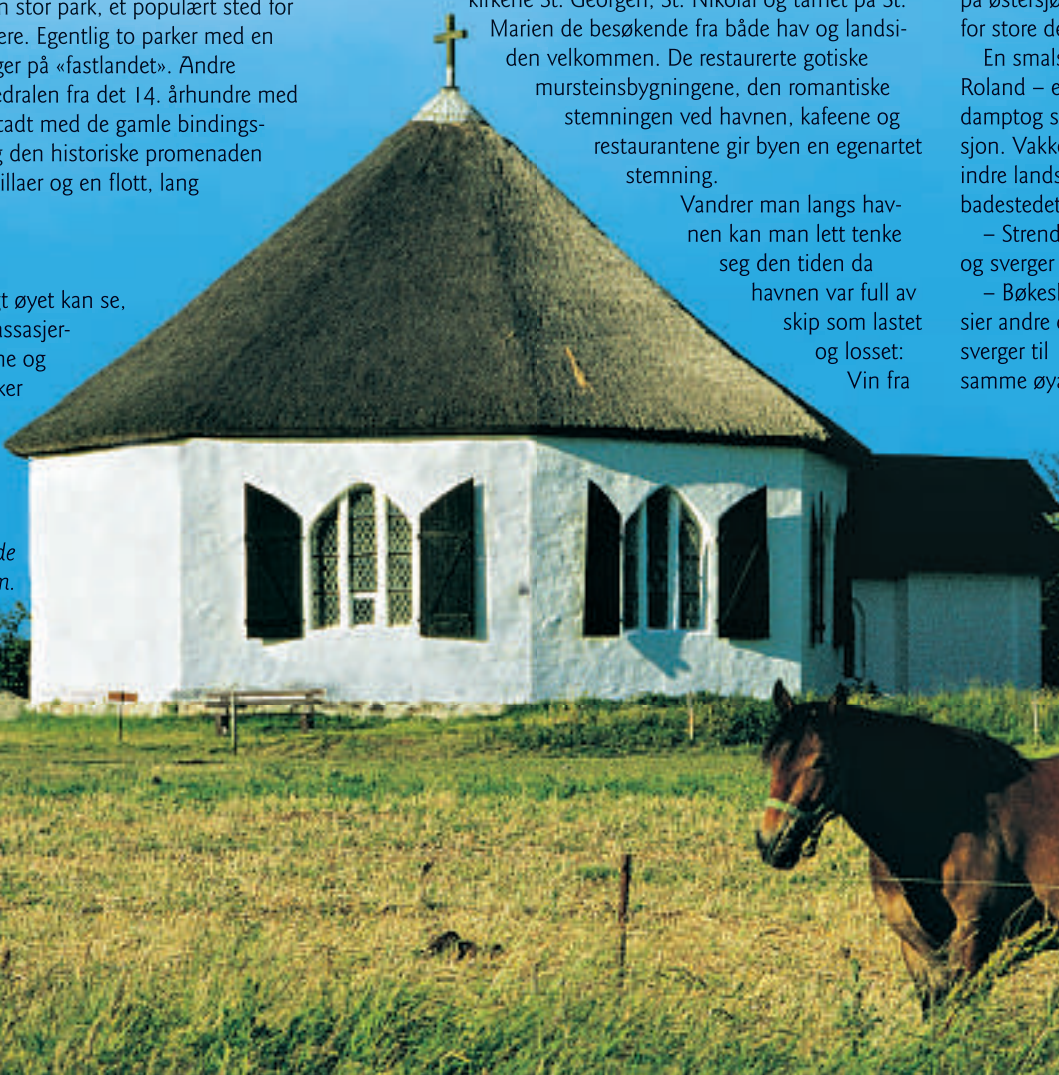 stor park, et populært sted for
ere. Egentlig to parker med en
ger på «fastlandet». Andre
edralen fra det 14. århundre med
tadt med de gamle bindings-
g den historiske promenaden
illaer og en flott, lang
gt øyet kan se,
assasjer-
ne og
ker
de
n.
kirkene St. Georgen, St. Nikolai og tårnet på St.
Marien de besøkende fra både hav og landsi-
den velkommen. De restaurerte gotiske
mursteinsbygningene, den romantiske
stemningen ved havnen, kafeene og
restaurantene gir byen en egenartet
stemning.
Vandrer man langs hav-
nen kan man lett tenke
seg den tiden da
havnen var full av
skip som lastet
og losset:
Vin fra
på østersjø
for store de
En smals
Roland – e
damptog s
sjon. Vakke
indre lands
badestedet
– Strend
og sverger
– Bøkesk
sier andre
sverger til
samme øya